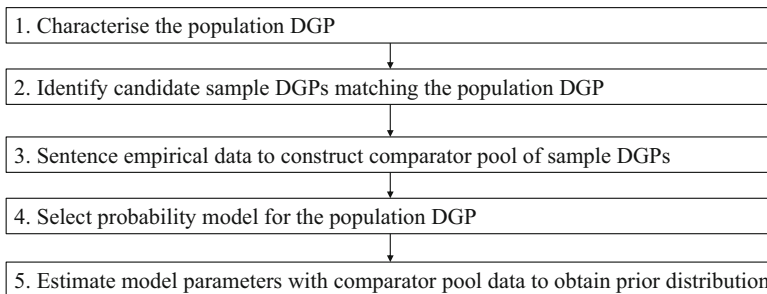 1. Characterise the population DGP
2. Identify candidate sample DGPs matching the population DGP
3. Sentence empirical data to construct comparator pool of sample DGPs
4. Select probability model for the population DGP
5. Estimate model parameters with comparator pool data to obtain prior distribution